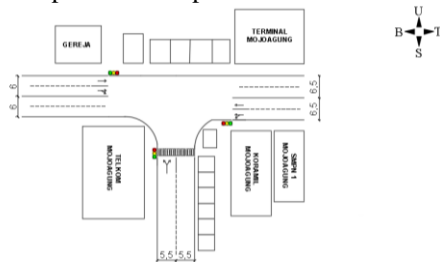 TERMINAL
MOJOAGUNG
GEREJA
U
B
T
S
6
6
6,5
6,5
TELKOM
MOJOAGUNG
KORAMIL
MOJOAGUNG
SMPN 1
MOJOAGUNG
5,5
5,5